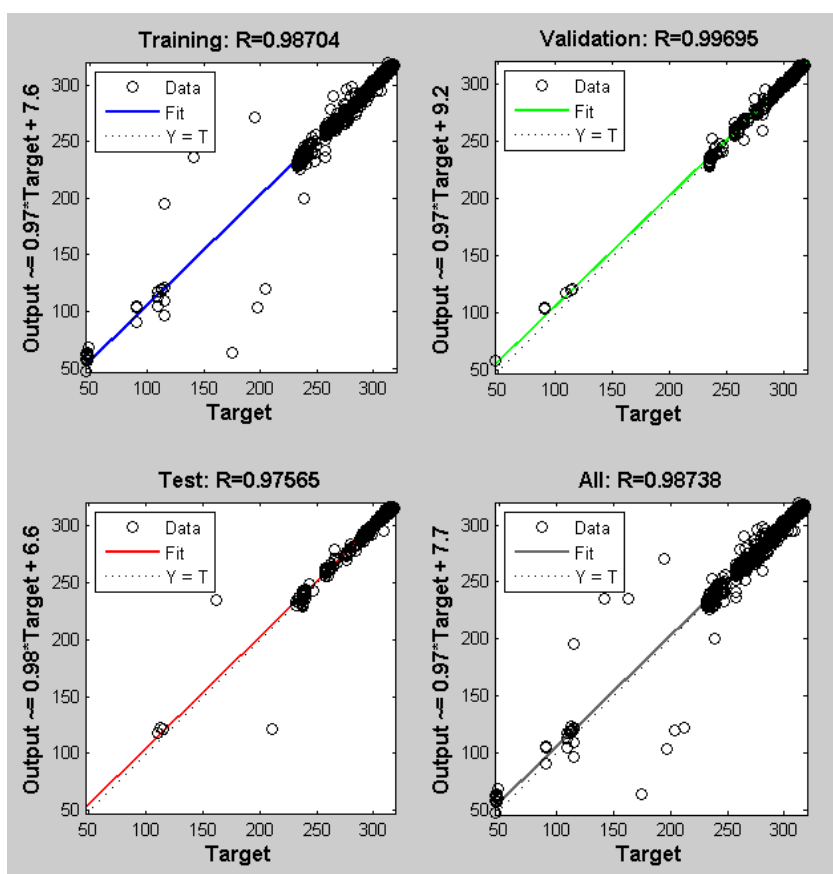 Training: R=0.98704
Output ~= 0.97*Target + 7.6
300
250
200
150
100
50
Data
Fit
Y = T
50 100 150 200 250 300
Target
Validation: R=0.99695
Output ~= 0.97*Target + 9.2
300
250
200
150
100
50
Data
Fit
Y = T
50 100 150 200 250 300
Target
Test: R=0.97565
Output ~= 0.98*Target + 6.6
300
250
200
150
100
50
Data
Fit
Y = T
50 100 150 200 250 300
Target
All: R=0.98738
Output ~= 0.97*Target + 7.7
300
250
200
150
100
50
Data
Fit
Y = T
50 100 150 200 250 300
Target